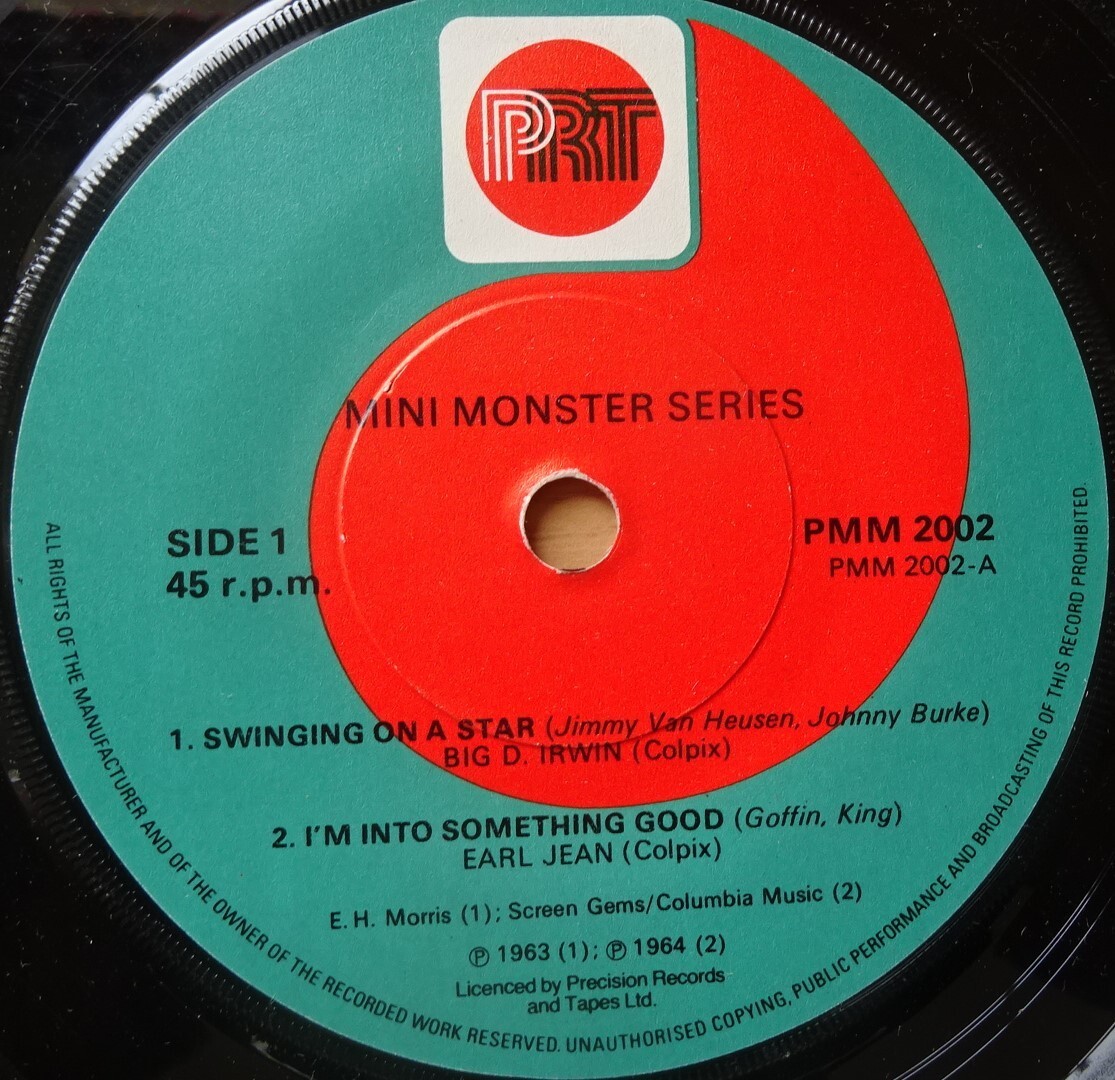 PRT
MINI MONSTER SERIES
SIDE 1
45 r.p.m.
PMM 2002
PMM 2002-A
1. SWINGING ON A STAR (Jimmy Van Heusen, Johnny Burke)
BIG D. IRWIN (Colpix)
2. I'M INTO SOMETHING GOOD (Goffin, King)
EARL JEAN (Colpix)
E. H. Morris (1); Screen Gems/Columbia Music (2)
℗ 1963 (1); ℗ 1964 (2)
Licenced by Precision Records
and Tapes Ltd.
ALL RIGHTS OF THE MANUFACTURER AND OF THE OWNER OF THE RECORDED WORK RESERVED. UNAUTHORISED COPYING, PUBLIC PERFORMANCE AND BROADCASTING OF THIS RECORD PROHIBITED.